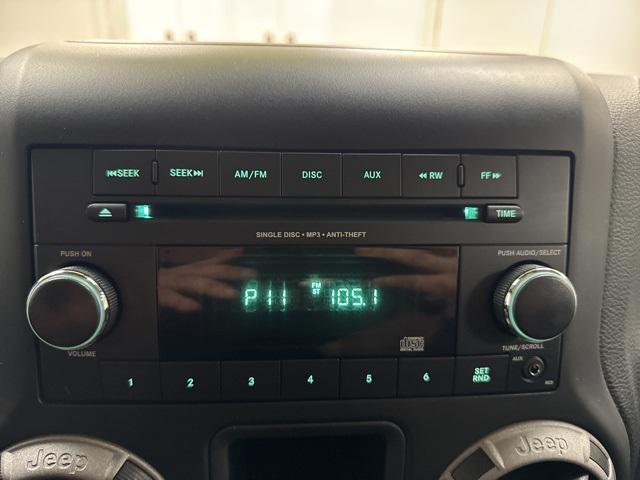 ⏮SEEK SEEK⏭ AM/FM DISC AUX ◀◀ RW FF ▶▶
TIME
SINGLE DISC • MP3 • ANTI-THEFT
PUSH ON PUSH AUDIO/SELECT
P11 FM ST 105.1
VOLUME TUNE/SCROLL
1 2 3 4 5 6 SET RND AUX
Jeep Jeep